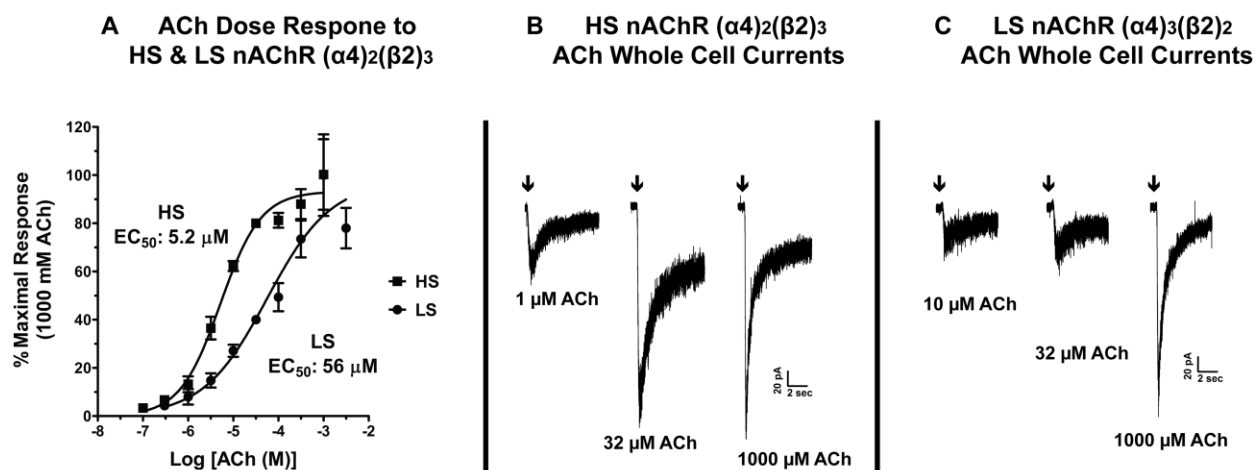 A ACh Dose Respone to
HS & LS nAChR (α4)₂(β2)₃
120
100
80
60
40
20
0
% Maximal Response
(1000 mM ACh)
HS
EC₅₀: 5.2 μM
LS
EC₅₀: 56 μM
HS
LS
-8 -7 -6 -5 -4 -3 -2
Log [ACh (M)]
B HS nAChR (α4)₂(β2)₃
ACh Whole Cell Currents
1 μM ACh
32 μM ACh
1000 μM ACh
20 pA
2 sec
C LS nAChR (α4)₃(β2)₂
ACh Whole Cell Currents
10 μM ACh
32 μM ACh
1000 μM ACh
20 pA
2 sec